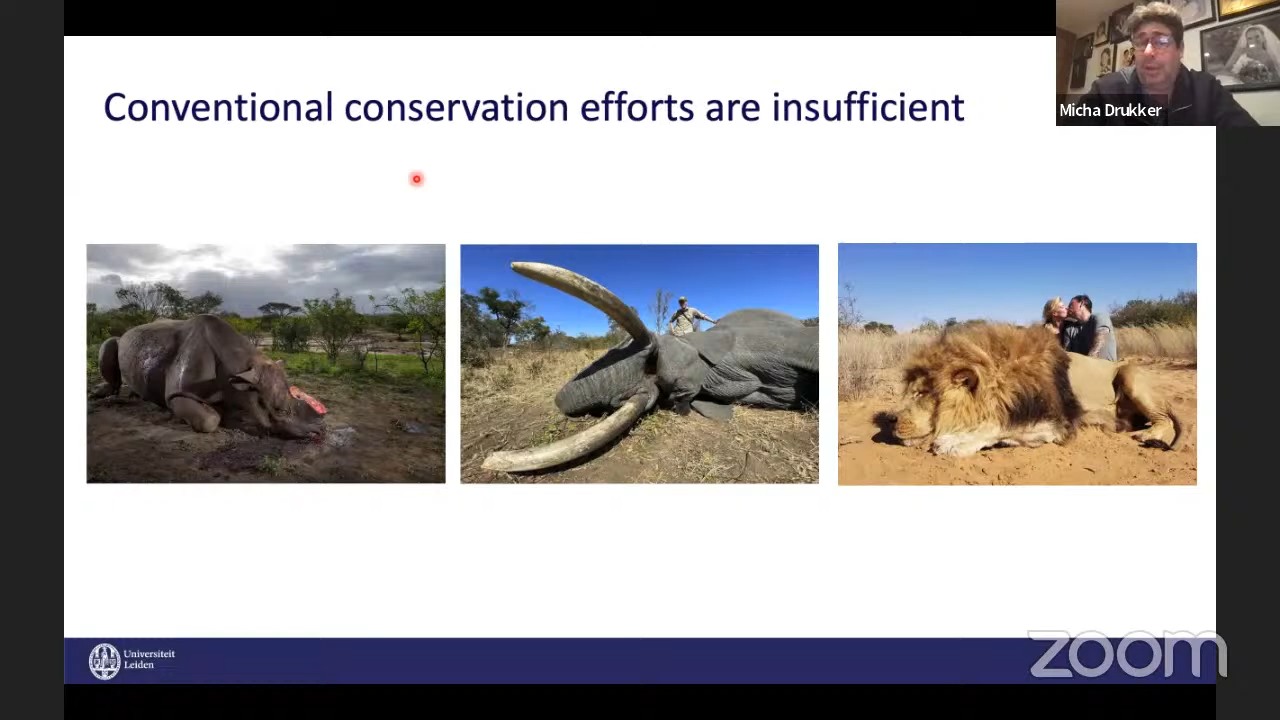 Conventional conservation efforts are insufficient
Micha Drukker
Universiteit
Leiden
zoom